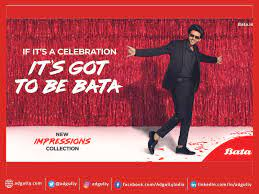 Bata.in
IF IT'S A CELEBRATION
IT'S GOT
TO BE BATA
NEW
IMPRESSIONS
COLLECTION
Bata
adgully.com
@adgully
adgully
facebook.com/AdgullyIndia
linkedin.com/in/adgully